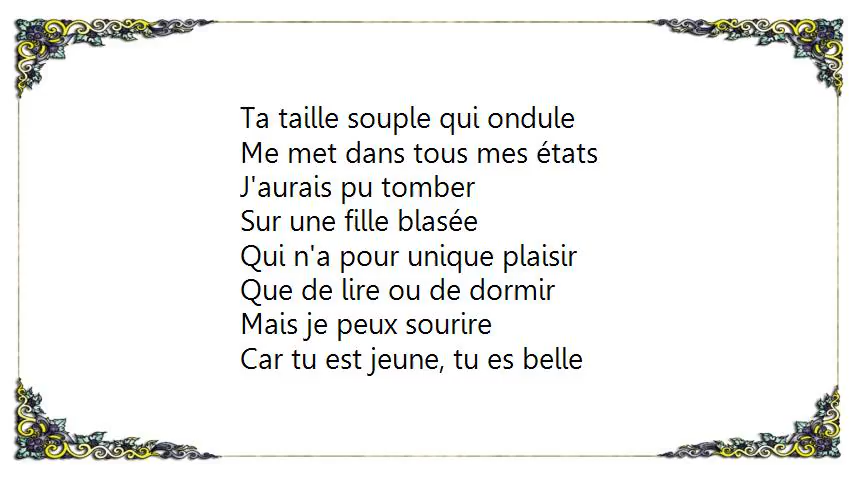 Ta taille souple qui ondule
Me met dans tous mes états
J'aurais pu tomber
Sur une fille blasée
Qui n'a pour unique plaisir
Que de lire ou de dormir
Mais je peux sourire
Car tu est jeune, tu es belle